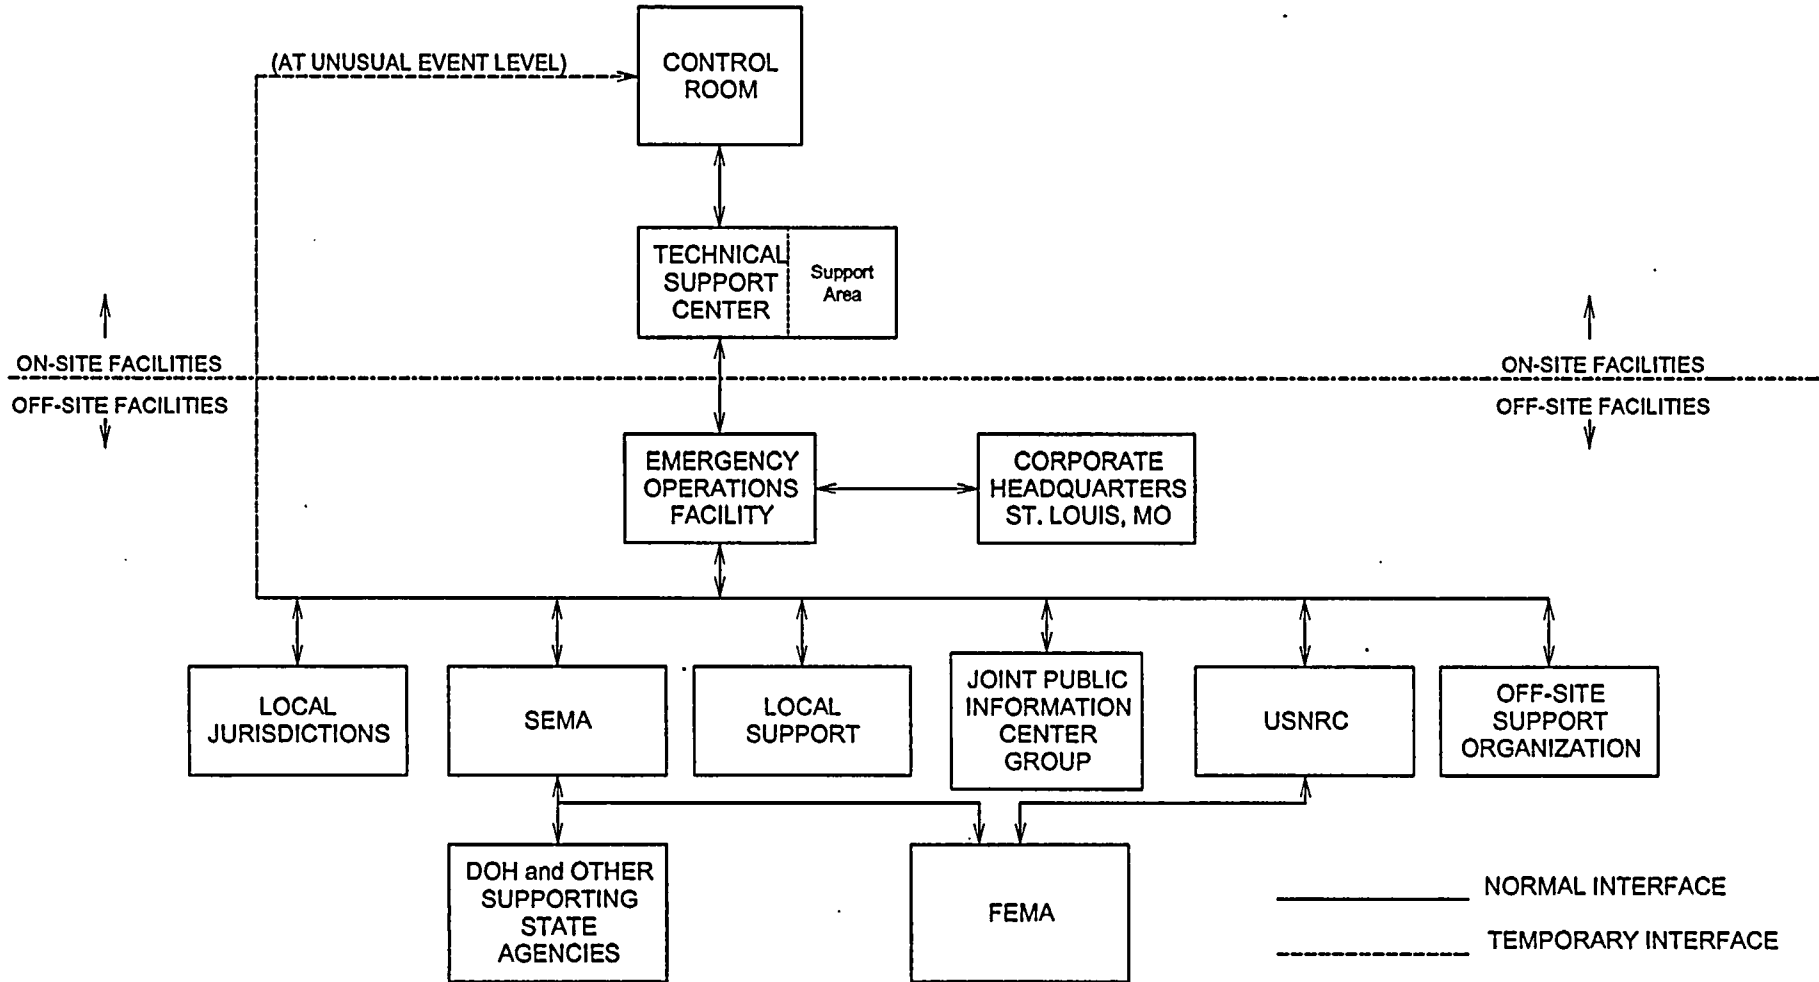 (AT UNUSUAL EVENT LEVEL)
CONTROL
ROOM
TECHNICAL
SUPPORT
CENTER
Support
Area
ON-SITE FACILITIES
OFF-SITE FACILITIES
ON-SITE FACILITIES
OFF-SITE FACILITIES
EMERGENCY
OPERATIONS
FACILITY
CORPORATE
HEADQUARTERS
ST. LOUIS, MO
LOCAL
JURISDICTIONS
SEMA
LOCAL
SUPPORT
JOINT PUBLIC
INFORMATION
CENTER
GROUP
USNRC
OFF-SITE
SUPPORT
ORGANIZATION
DOH and OTHER
SUPPORTING
STATE
AGENCIES
FEMA
NORMAL INTERFACE
TEMPORARY INTERFACE